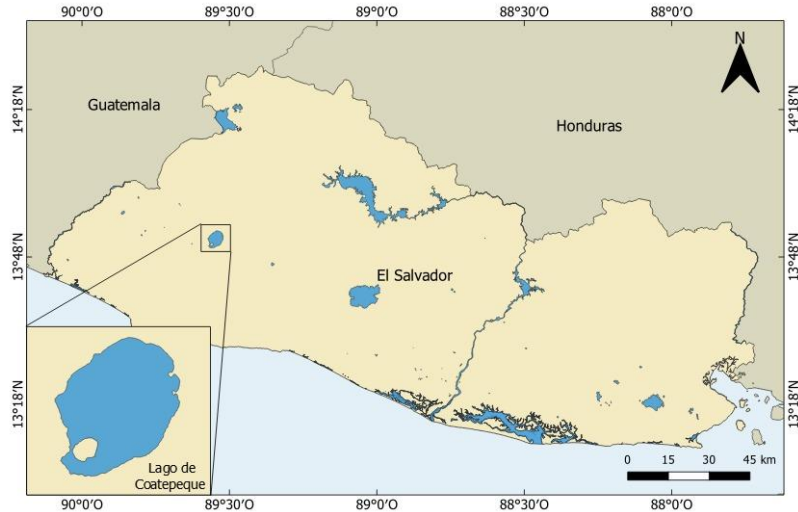 90°0'O 89°30'O 89°0'O 88°30'O 88°0'O
N
Guatemala
Honduras
14°18'N 14°18'N
13°48'N 13°48'N
El Salvador
13°18'N 13°18'N
Lago de
Coatepeque
0 15 30 45 km
90°0'O 89°30'O 89°0'O 88°30'O 88°0'O